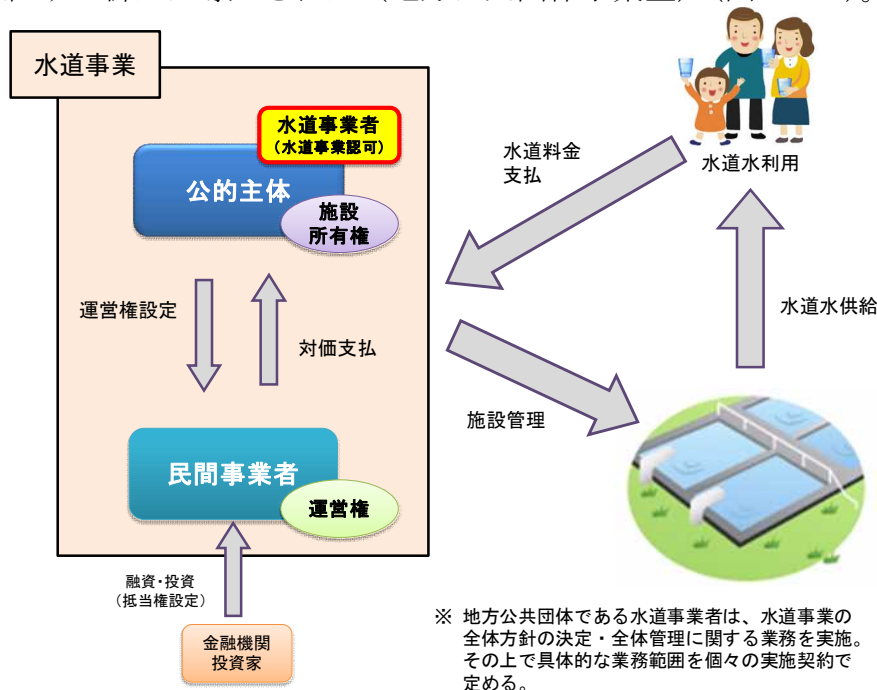 水道事業
水道事業者
（水道事業認可）
公的主体
施設
所有権
運営権設定
対価支払
民間事業者
運営権
融資・投資
（抵当権設定）
金融機関
投資家
水道料金
支払
水道水利用
水道水供給
施設管理
※ 地方公共団体である水道事業者は、水道事業の
全体方針の決定・全体管理に関する業務を実施。
その上で具体的な業務範囲を個々の実施契約で
定める。